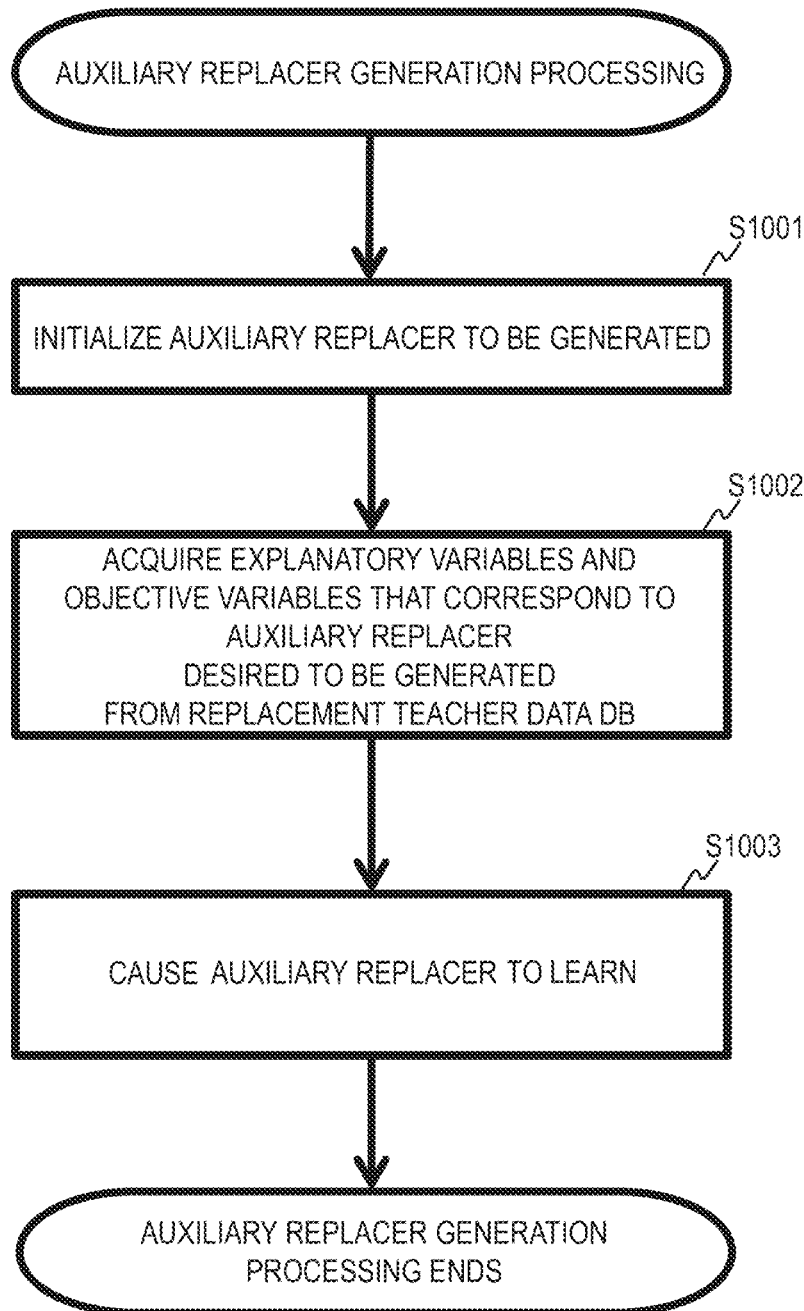 AUXILIARY REPLACER GENERATION PROCESSING
S1001
INITIALIZE AUXILIARY REPLACER TO BE GENERATED
S1002
ACQUIRE EXPLANATORY VARIABLES AND
OBJECTIVE VARIABLES THAT CORRESPOND TO
AUXILIARY REPLACER
DESIRED TO BE GENERATED
FROM REPLACEMENT TEACHER DATA DB
S1003
CAUSE AUXILIARY REPLACER TO LEARN
AUXILIARY REPLACER GENERATION
PROCESSING ENDS